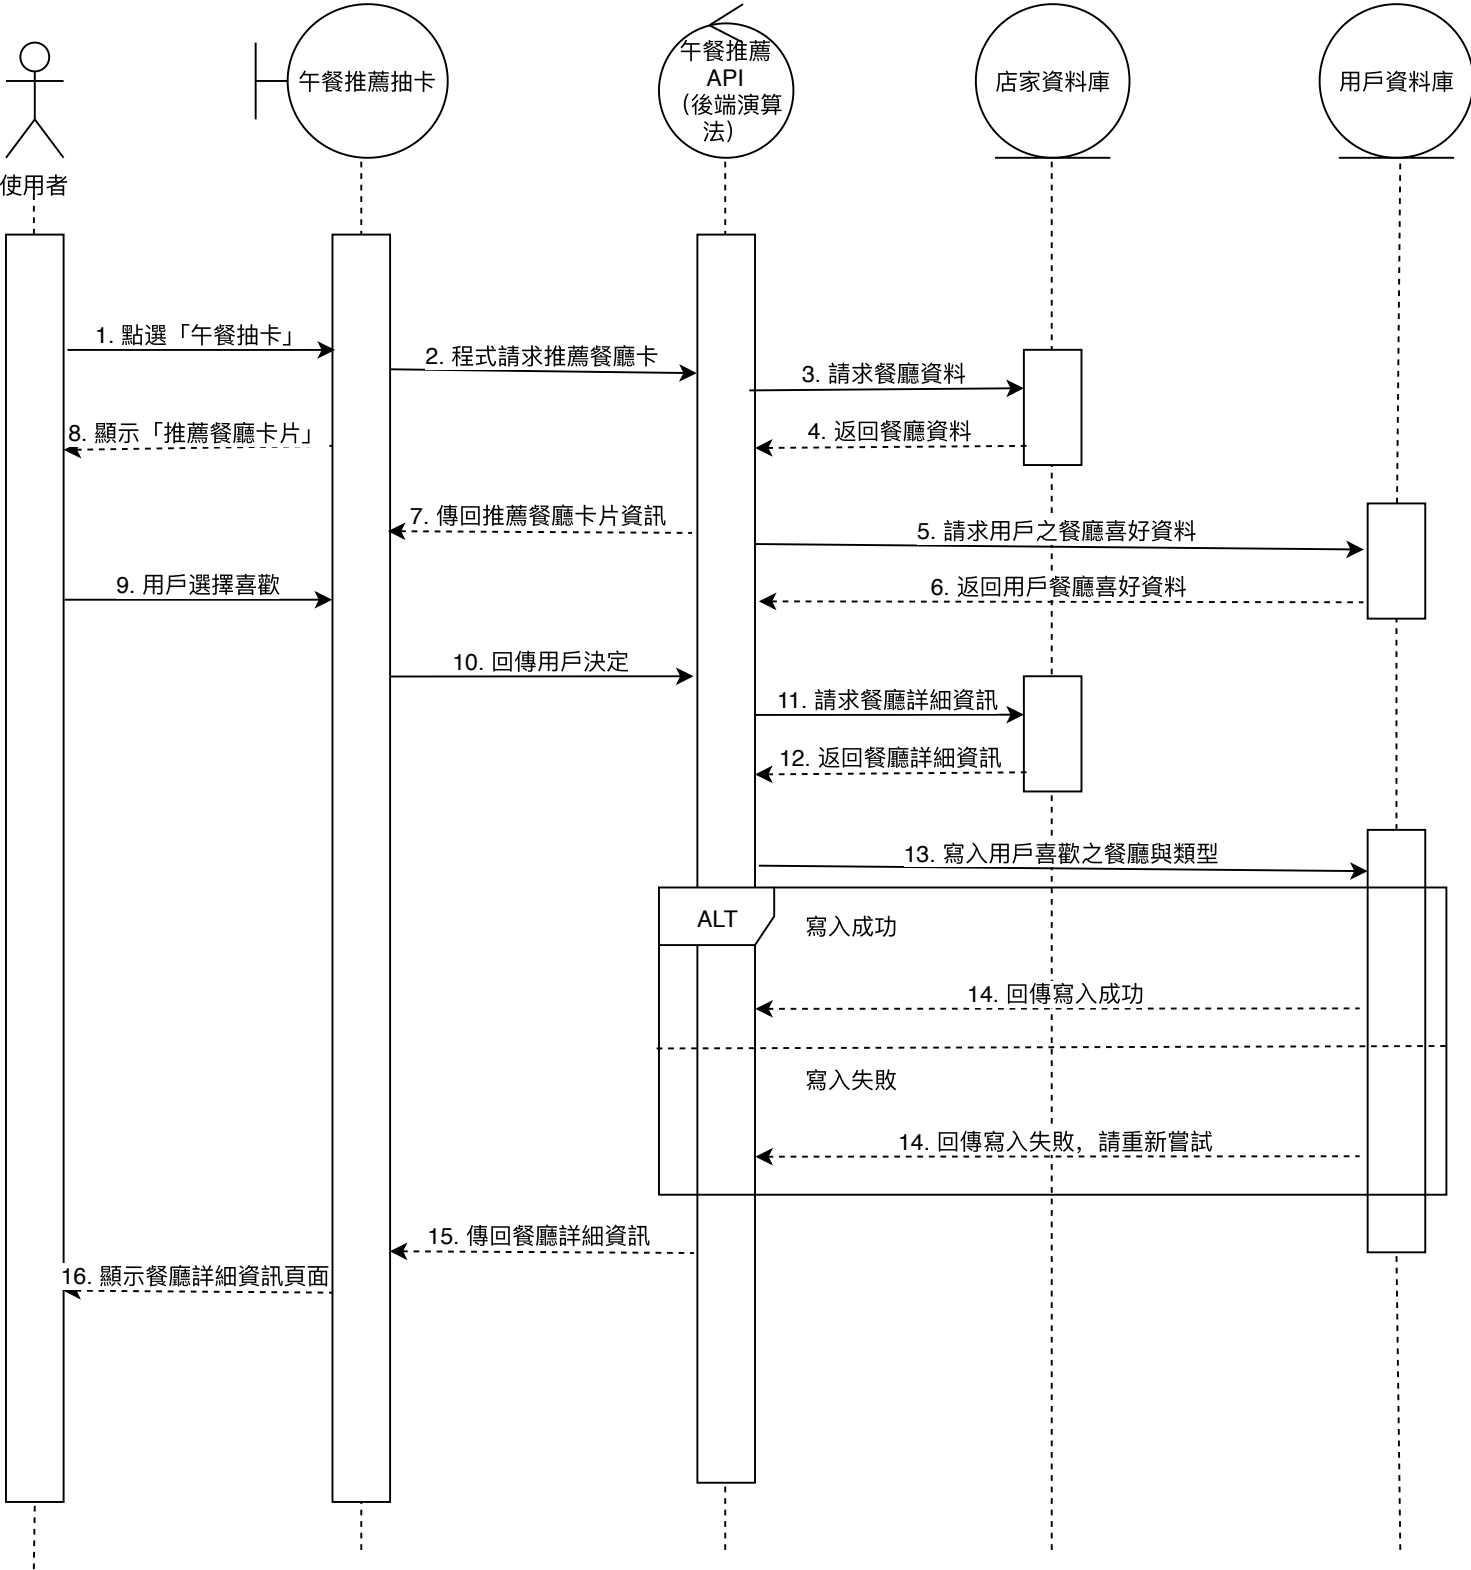 使用者
午餐推薦抽卡
午餐推薦
API
（後端演算
法）
店家資料庫
用戶資料庫
1. 點選「午餐抽卡」
2. 程式請求推薦餐廳卡
3. 請求餐廳資料
8. 顯示「推薦餐廳卡片」
4. 返回餐廳資料
7. 傳回推薦餐廳卡片資訊
5. 請求用戶之餐廳喜好資料
9. 用戶選擇喜歡
6. 返回用戶餐廳喜好資料
10. 回傳用戶決定
11. 請求餐廳詳細資訊
12. 返回餐廳詳細資訊
13. 寫入用戶喜歡之餐廳與類型
ALT
寫入成功
14. 回傳寫入成功
寫入失敗
14. 回傳寫入失敗，請重新嘗試
15. 傳回餐廳詳細資訊
16. 顯示餐廳詳細資訊頁面